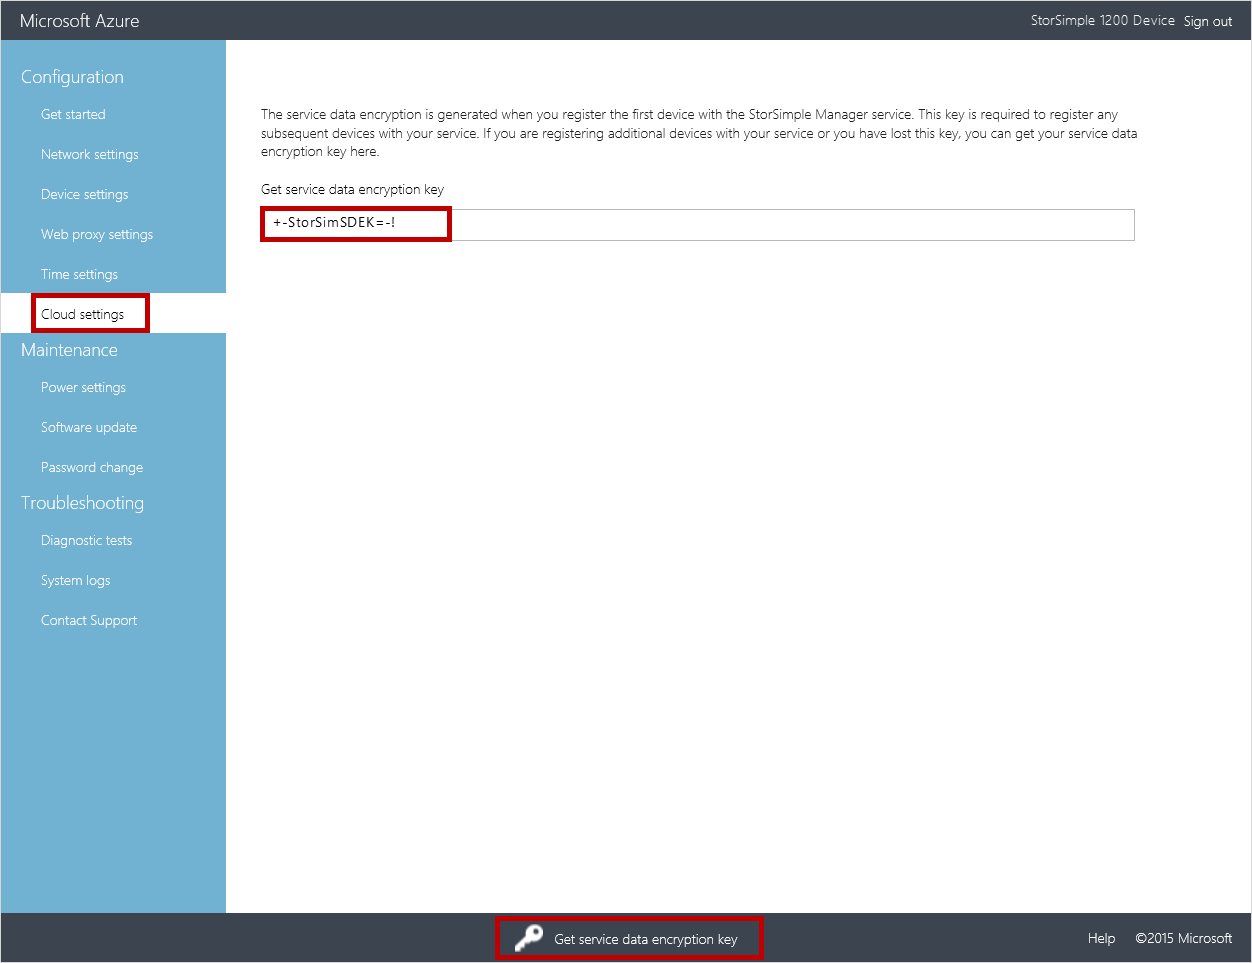 Microsoft Azure
StorSimple 1200 Device Sign out
Configuration
Get started
Network settings
Device settings
Web proxy settings
Time settings
Cloud settings
Maintenance
Power settings
Software update
Password change
Troubleshooting
Diagnostic tests
System logs
Contact Support
The service data encryption is generated when you register the first device with the StorSimple Manager service. This key is required to register any
subsequent devices with your service. If you are registering additional devices with your service or you have lost this key, you can get your service data
encryption key here.
Get service data encryption key
+-StorSimSDEK=-!
Get service data encryption key
Help ©2015 Microsoft